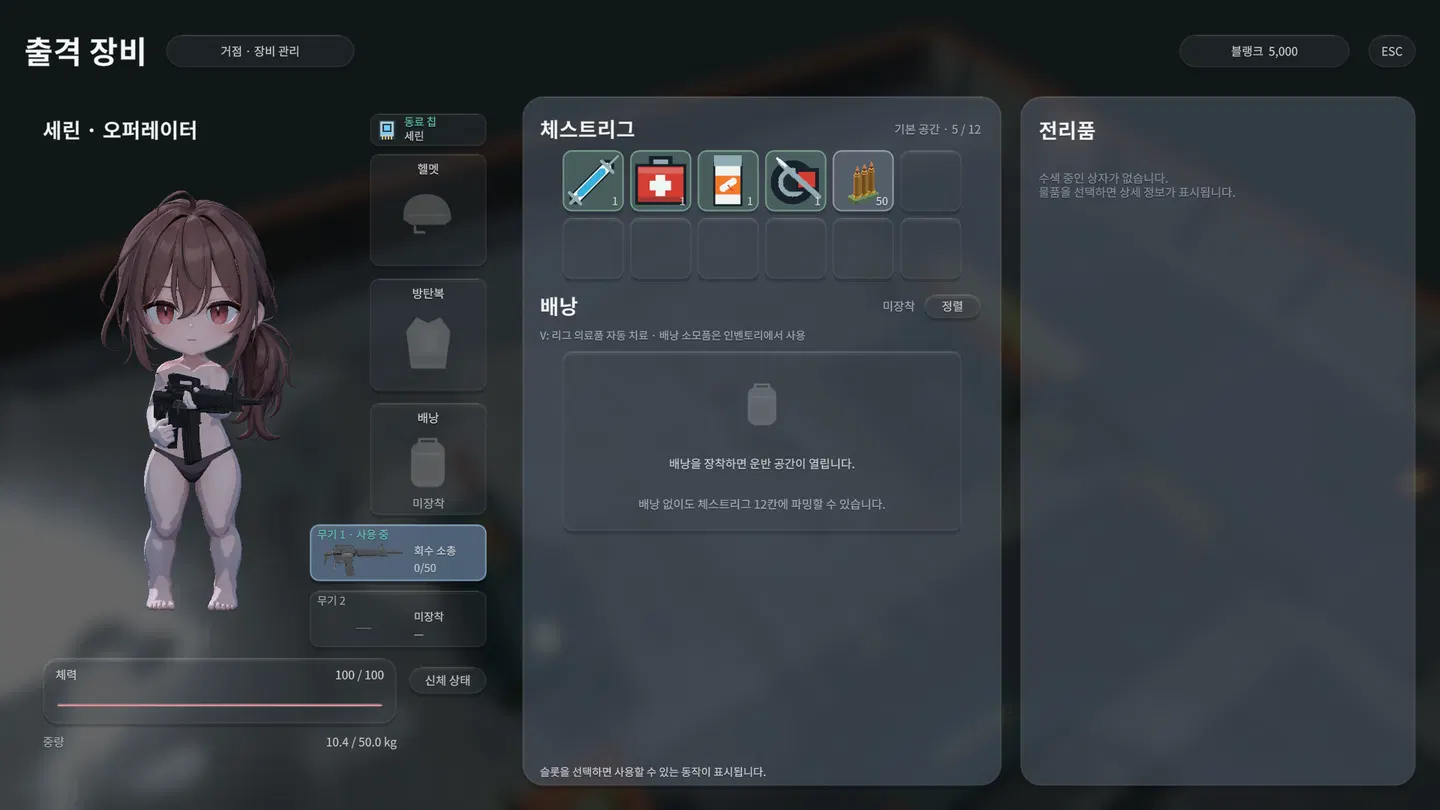 출격 장비
거점 · 장비 관리
블랭크 5,000
ESC
세린 · 오퍼레이터
동료 칩
세린
헬멧
방탄복
배낭
미장착
무기 1 · 사용 중
회수 소총
0/50
무기 2
미장착
—
—
체력
100 / 100
신체 상태
중량
10.4 / 50.0 kg
체스트리그
기본 공간 · 5 / 12
1
1
1
1
50
배낭
미장착
정렬
V: 리그 의료품 자동 치료 · 배낭 소모품은 인벤토리에서 사용
배낭을 장착하면 운반 공간이 열립니다.
배낭 없이도 체스트리그 12칸에 파밍할 수 있습니다.
슬롯을 선택하면 사용할 수 있는 동작이 표시됩니다.
전리품
수색 중인 상자가 없습니다.
물품을 선택하면 상세 정보가 표시됩니다.